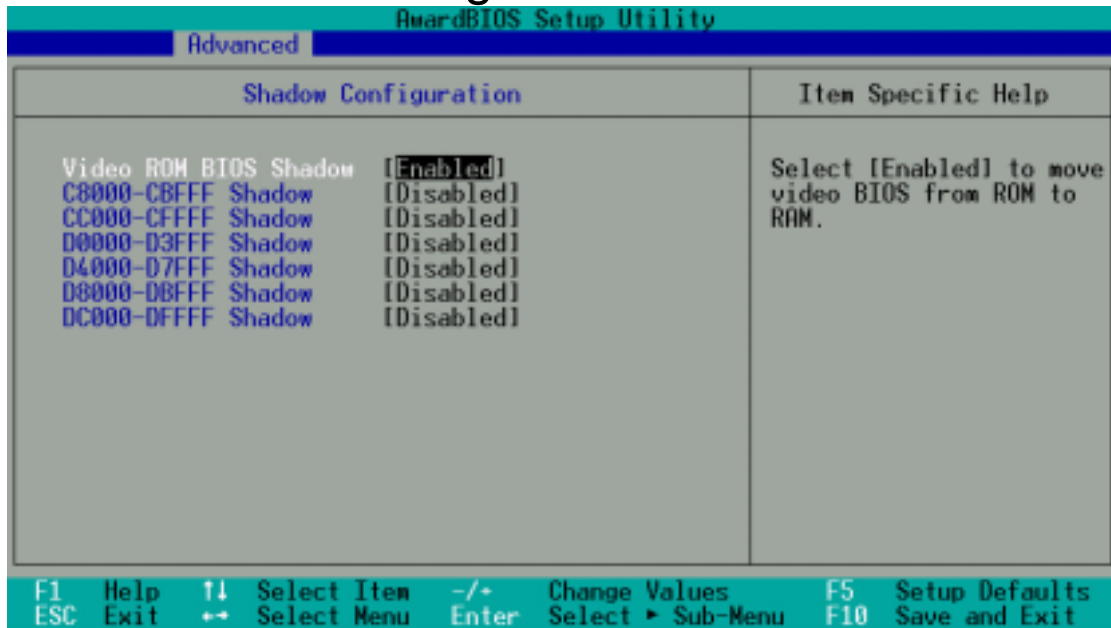 AwardBIOS Setup Utility
Advanced
Shadow Configuration
Item Specific Help
Video ROM BIOS Shadow [Enabled]
C8000-CBFFF Shadow [Disabled]
CC000-CFFFF Shadow [Disabled]
D0000-D3FFF Shadow [Disabled]
D4000-D7FFF Shadow [Disabled]
D8000-DBFFF Shadow [Disabled]
DC000-DFFFF Shadow [Disabled]
Select [Enabled] to move
video BIOS from ROM to
RAM.
F1 Help ↑↓ Select Item -/+ Change Values F5 Setup Defaults
ESC Exit ←→ Select Menu Enter Select ► Sub-Menu F10 Save and Exit